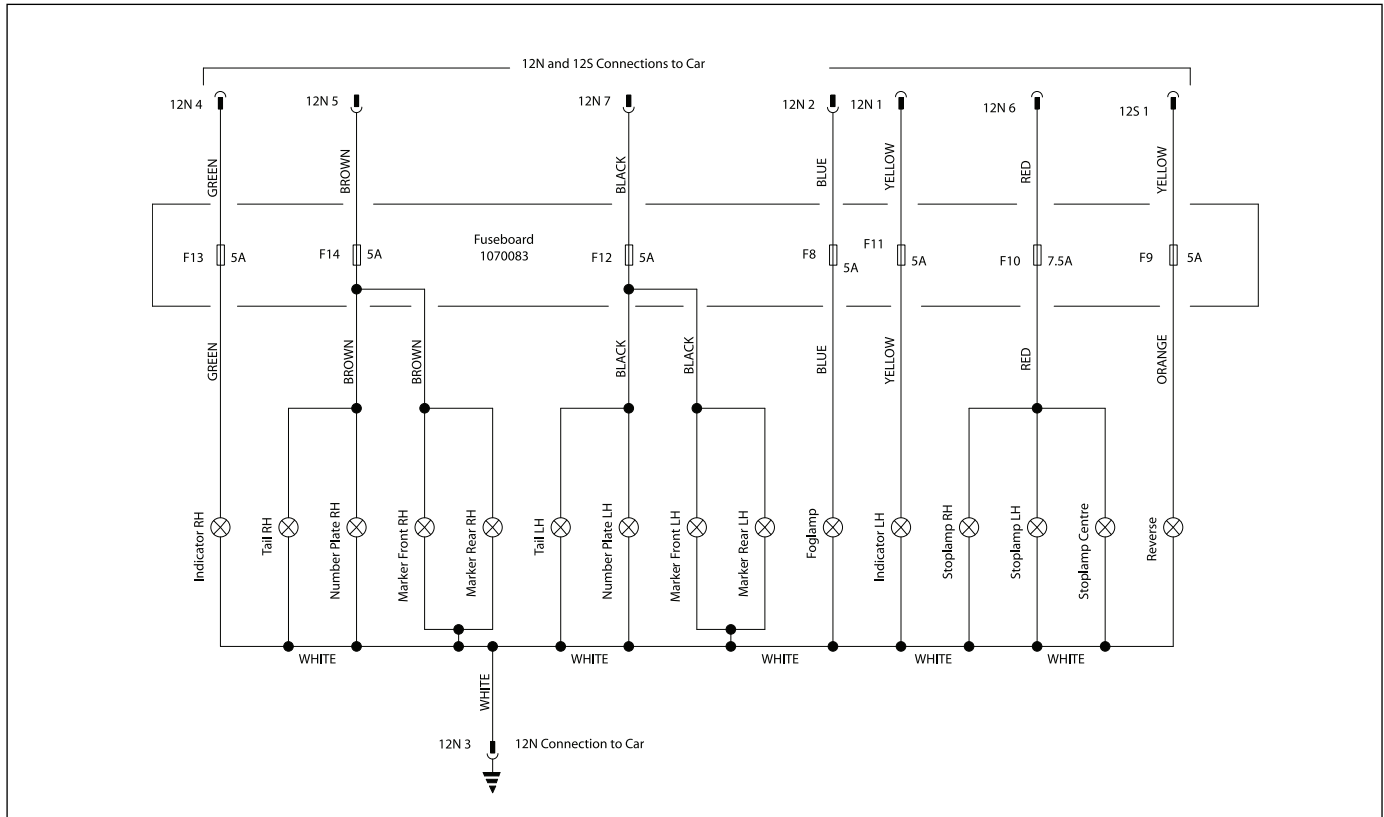 12N and 12S Connections to Car
12N 4
12N 5
12N 7
12N 2
12N 1
12N 6
12S 1
GREEN
BROWN
BLACK
BLUE
YELLOW
RED
YELLOW
Fuseboard
1070083
F13
5A
F14
5A
F12
5A
F8
5A
F11
5A
F10
7.5A
F9
5A
GREEN
BROWN
BROWN
BLACK
BLACK
BLUE
YELLOW
RED
ORANGE
Indicator RH
Tail RH
Number Plate RH
Marker Front RH
Marker Rear RH
Tail LH
Number Plate LH
Marker Front LH
Marker Rear LH
Foglamp
Indicator LH
Stoplamp RH
Stoplamp LH
Stoplamp Centre
Reverse
WHITE
WHITE
WHITE
WHITE
WHITE
WHITE
12N 3
12N Connection to Car